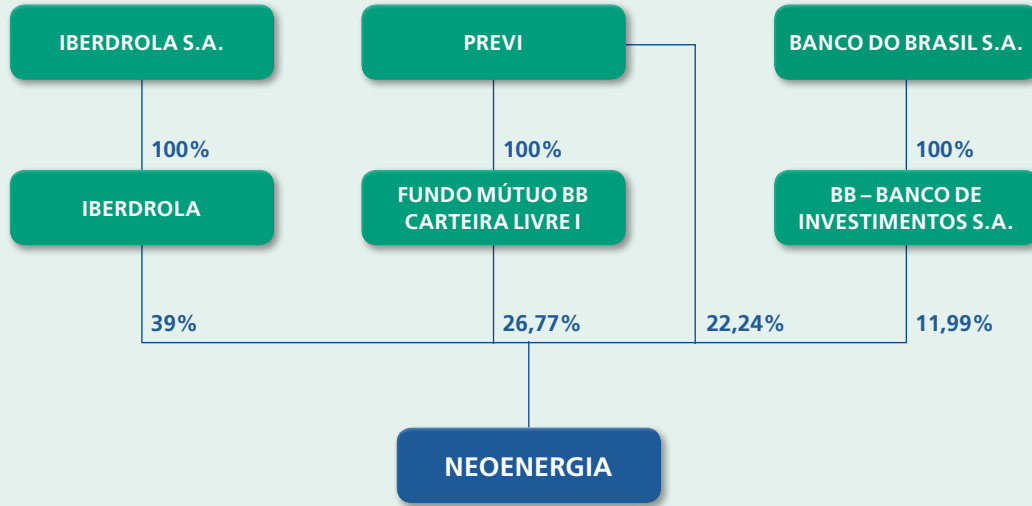 IBERDROLA S.A.
PREVI
BANCO DO BRASIL S.A.
100%
100%
100%
IBERDROLA
FUNDO MÚTUO BB
CARTEIRA LIVRE I
BB – BANCO DE
INVESTIMENTOS S.A.
39%
26,77%
22,24%
11,99%
NEOENERGIA